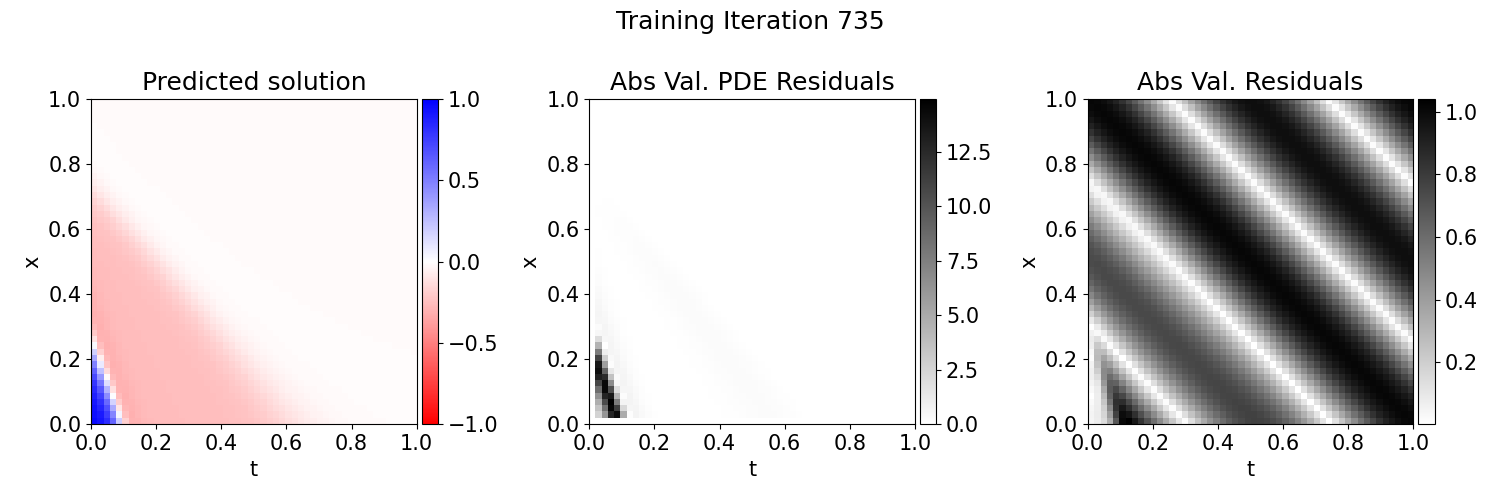 Training Iteration 735
Predicted solution
Abs Val. PDE Residuals
Abs Val. Residuals
1.0
0.8
0.6
0.4
0.2
0.0
x
0.0 0.2 0.4 0.6 0.8 1.0
t
1.0
0.5
0.0
−0.5
−1.0
1.0
0.8
0.6
0.4
0.2
0.0
x
0.0 0.2 0.4 0.6 0.8 1.0
t
12.5
10.0
7.5
5.0
2.5
0.0
1.0
0.8
0.6
0.4
0.2
0.0
x
0.0 0.2 0.4 0.6 0.8 1.0
t
1.0
0.8
0.6
0.4
0.2